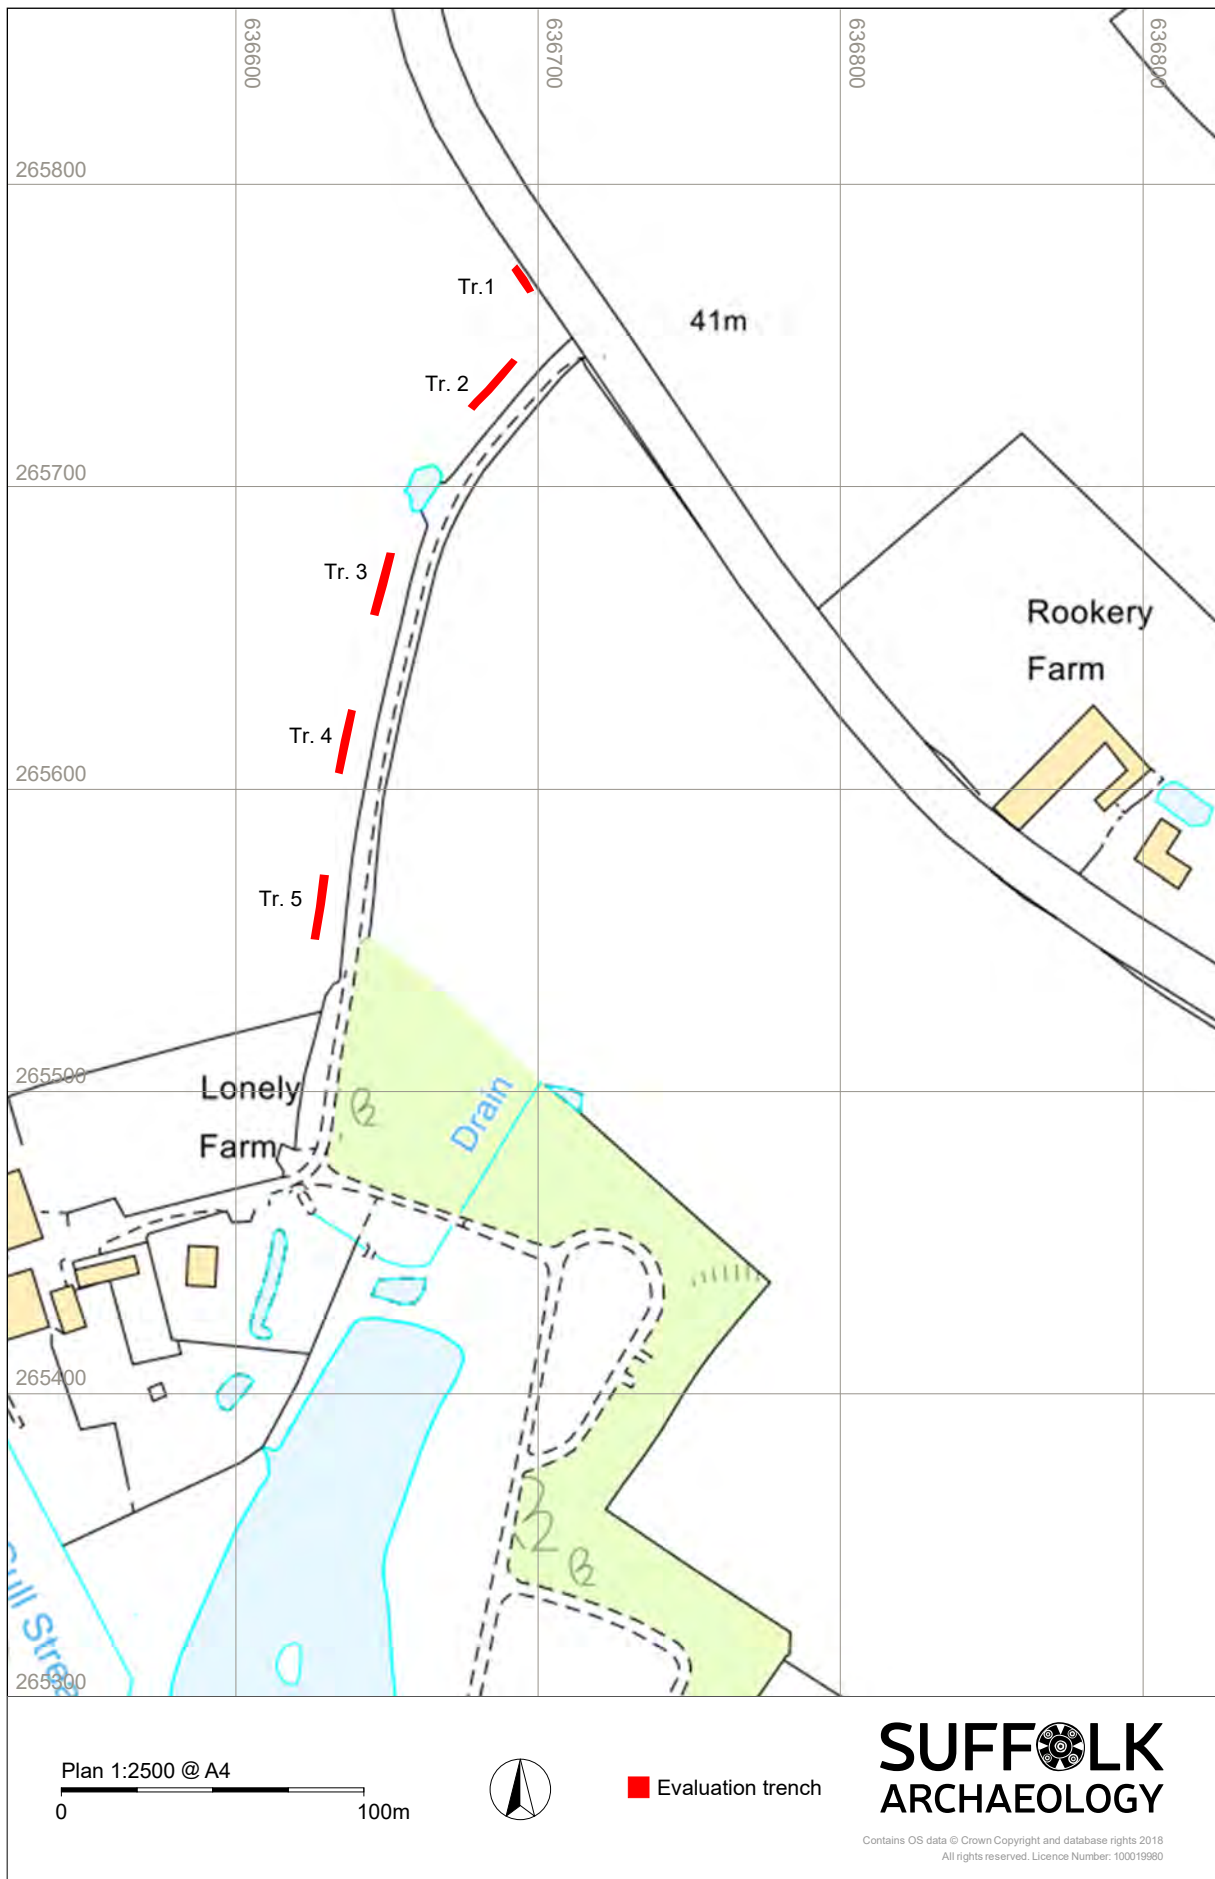 636600
636700
636800
636800
265800
Tr.1
41m
Tr. 2
265700
Tr. 3
Rookery
Farm
Tr. 4
265600
Tr. 5
265500
Lonely
Farm
Drain
265400
265300
Plan 1:2500 @ A4
0
100m
Evaluation trench
SUFFOLK
ARCHAEOLOGY
Contains OS data © Crown Copyright and database rights 2018
All rights reserved. Licence Number: 100019980